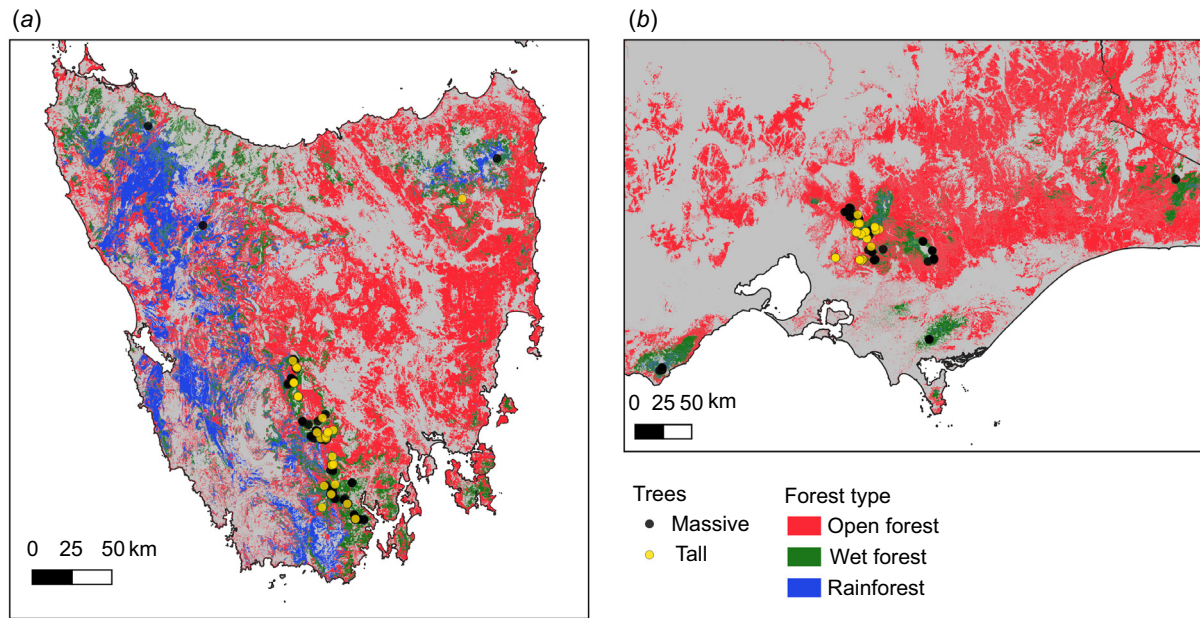 (a)
0 25 50 km
(b)
0 25 50 km
Trees
Massive
Tall
Forest type
Open forest
Wet forest
Rainforest